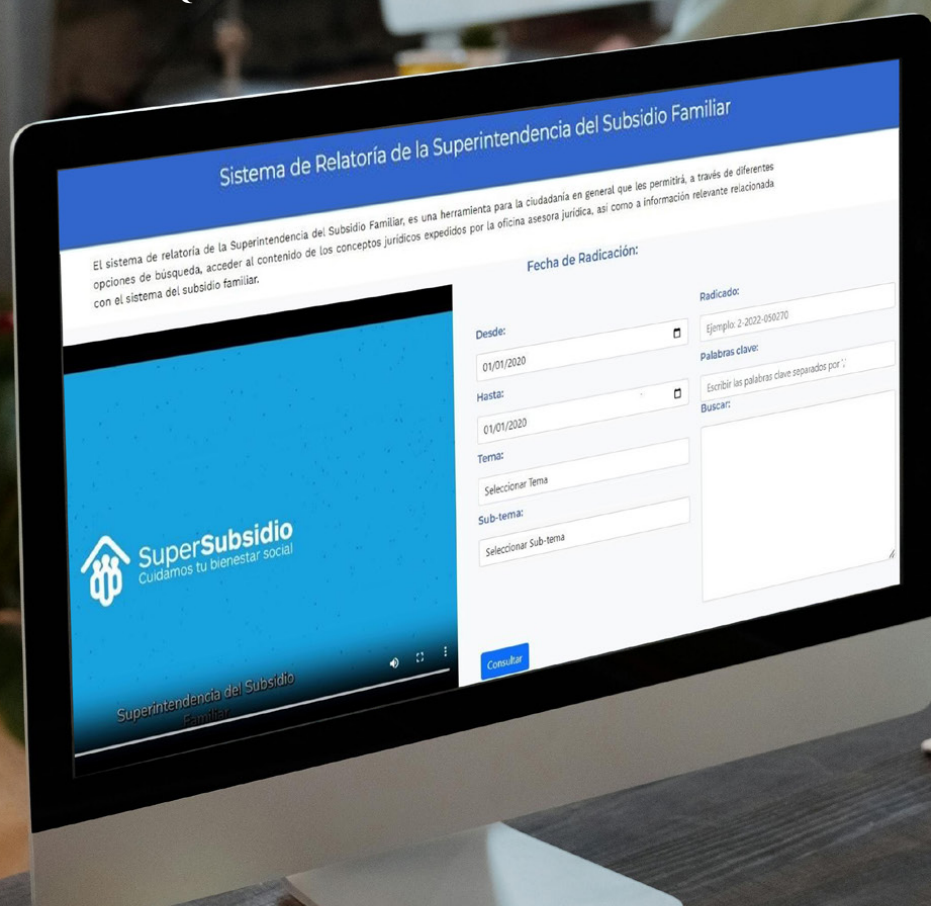 Sistema de Relatoría de la Superintendencia del Subsidio Familiar
El sistema de relatoría de la Superintendencia del Subsidio Familiar, es una herramienta para la ciudadanía en general que les permitirá, a través de diferentes
opciones de búsqueda, acceder al contenido de los conceptos jurídicos expedidos por la oficina asesora jurídica, así como a información relevante relacionada
con el sistema del subsidio familiar.
SuperSubsidio
Cuidamos tu bienestar social
Superintendencia del Subsidio
Familiar
Fecha de Radicación:
Desde:
01/01/2020
Hasta:
01/01/2020
Tema:
Seleccionar Tema
Sub-tema:
Seleccionar Sub-tema
Radicado:
Ejemplo: 2-2022-050270
Palabras clave:
Escribir las palabras clave separados por ','
Buscar:
Consultar